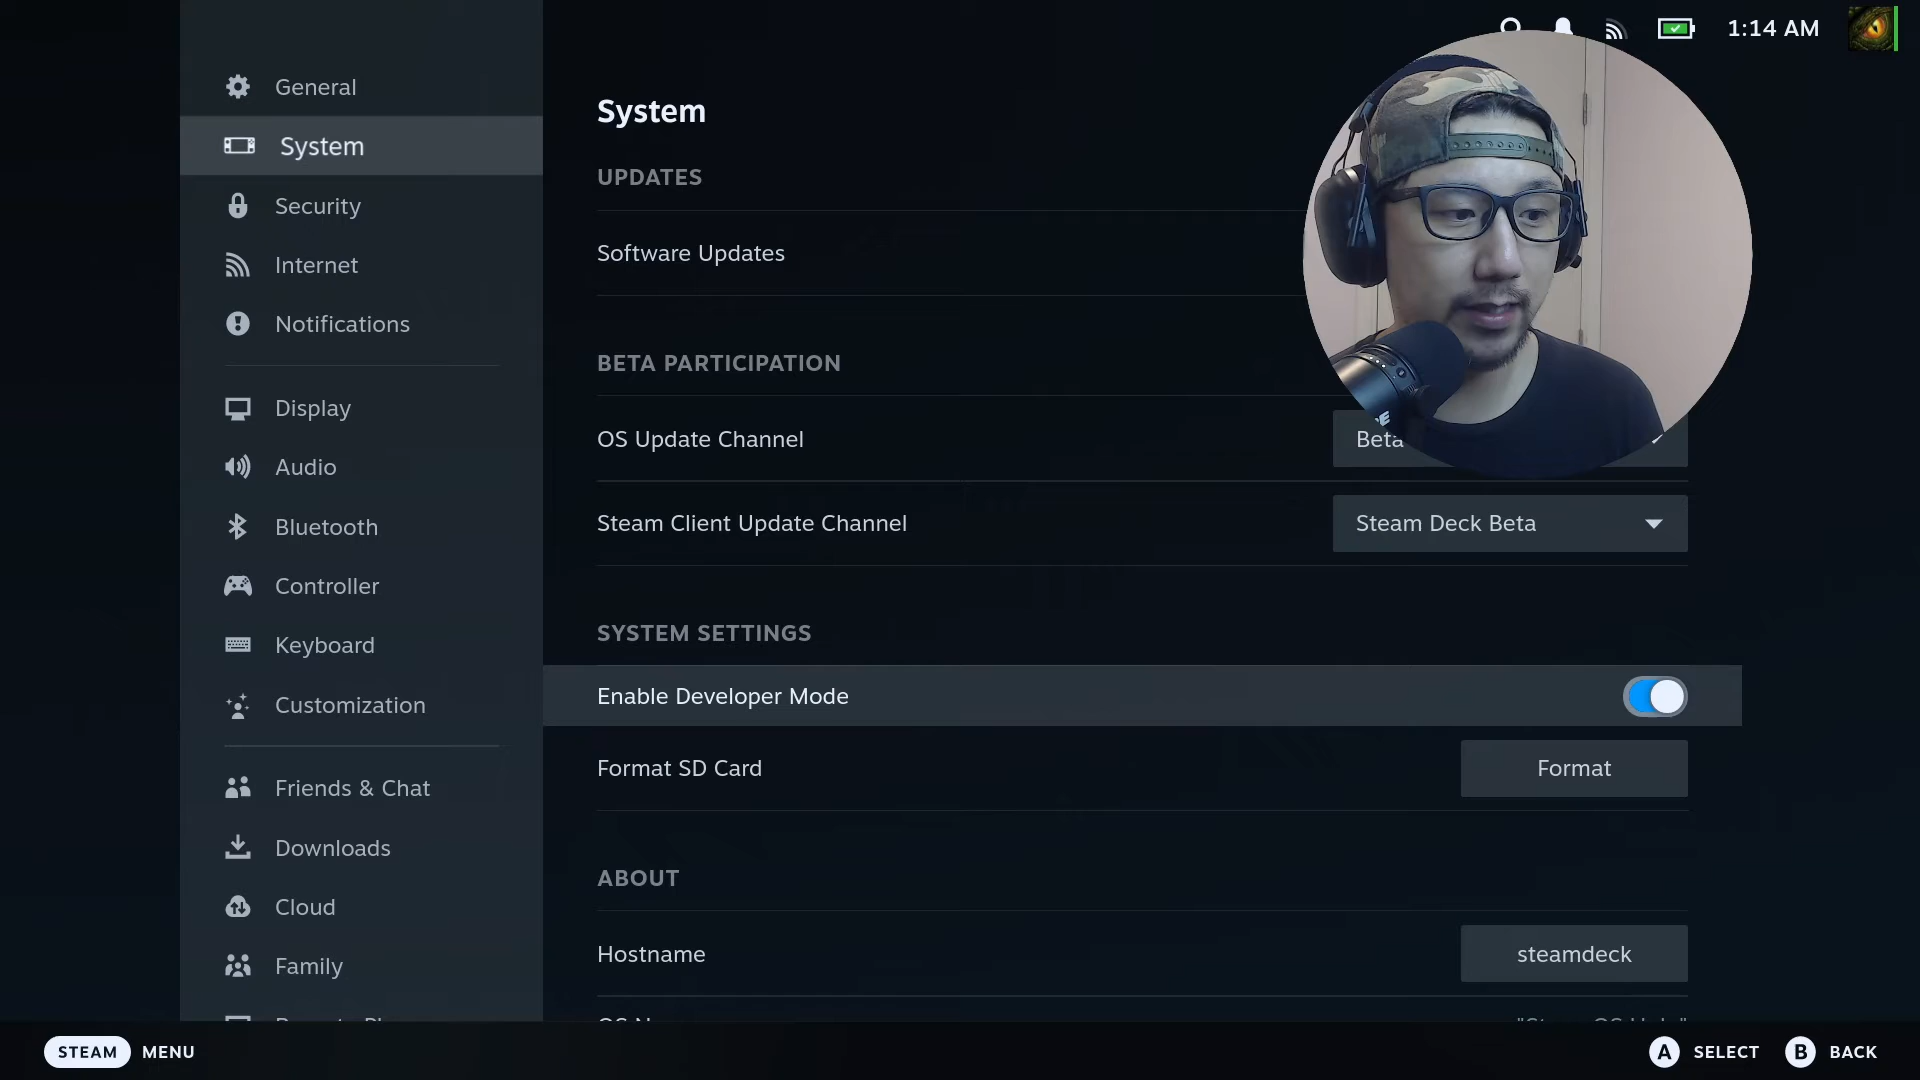 1:14 AM
General
System
Security
Internet
Notifications
Display
Audio
Bluetooth
Controller
Keyboard
Customization
Friends & Chat
Downloads
Cloud
Family
System
UPDATES
Software Updates
BETA PARTICIPATION
OS Update Channel
Beta
Steam Client Update Channel
Steam Deck Beta
SYSTEM SETTINGS
Enable Developer Mode
Format SD Card
Format
ABOUT
Hostname
steamdeck
STEAM MENU
A SELECT B BACK